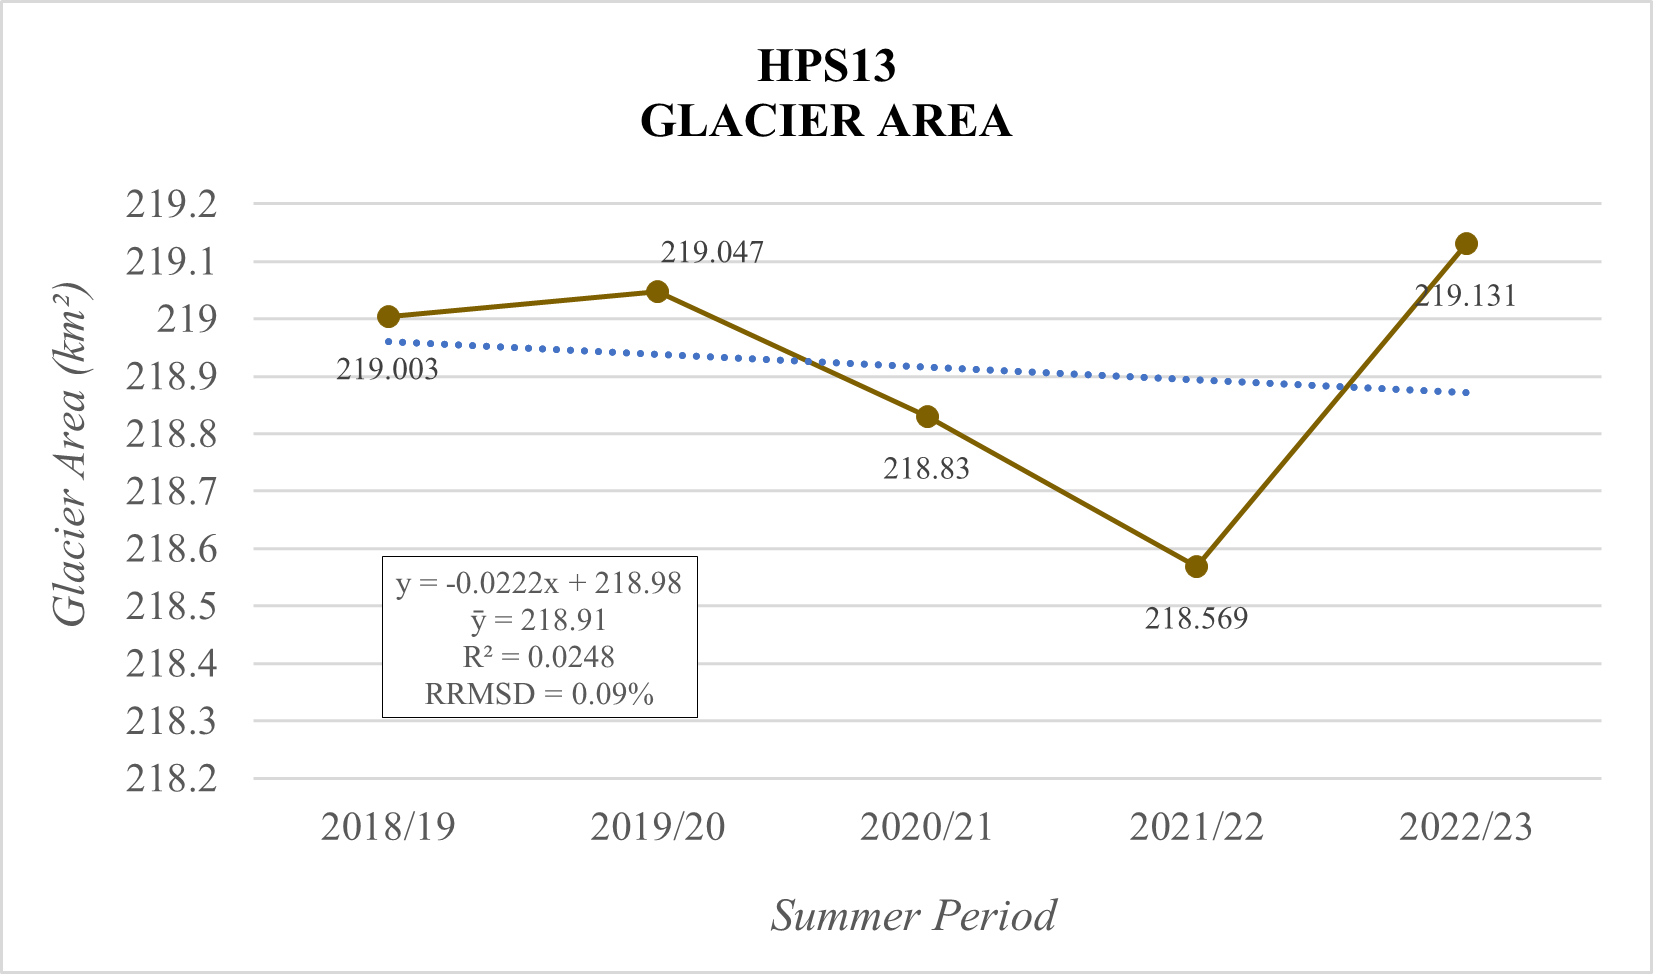 HPS13
GLACIER AREA
219.2
219.1
219
218.9
218.8
218.7
218.6
218.5
218.4
218.3
218.2
Glacier Area (km²)
219.003
219.047
218.83
218.569
219.131
y = -0.0222x + 218.98
ȳ = 218.91
R² = 0.0248
RRMSD = 0.09%
2018/19 2019/20 2020/21 2021/22 2022/23
Summer Period